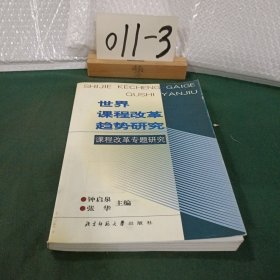 011-3
SHIJIE KECHENG GAIGE
QUSHI YANJIU
世界
课程改革
趋势研究
课程改革专题研究
钟启泉
张华 主编
北京师范大学出版社